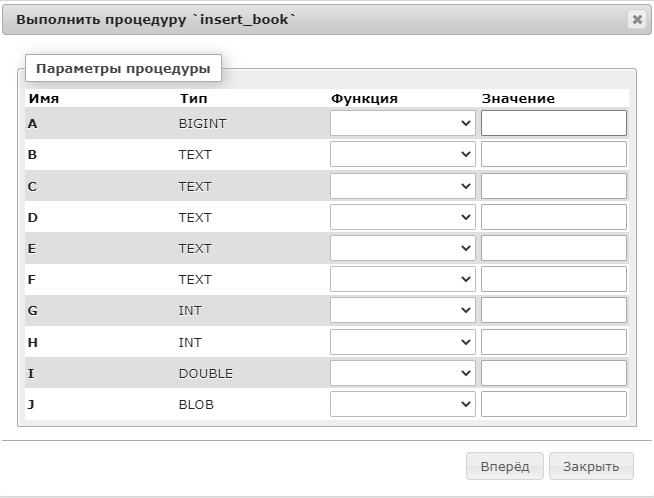 Выполнить процедуру `insert_book`
Параметры процедуры
Имя Тип Функция Значение
A BIGINT
B TEXT
C TEXT
D TEXT
E TEXT
F TEXT
G INT
H INT
I DOUBLE
J BLOB
Вперёд Закрыть